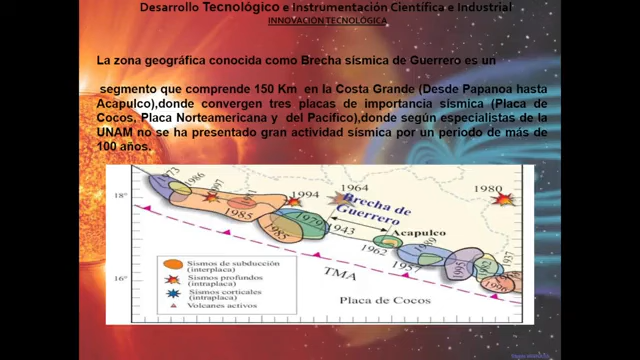 Desarrollo Tecnológico e Instrumentación Científica e Industrial
INNOVACION TECNOLÓGICA
La zona geográfica conocida como Brecha sísmica de Guerrero es un
segmento que comprende 150 Km en la Costa Grande (Desde Papanoa hasta
Acapulco),donde convergen tres placas de importancia sísmica (Placa de
Cocos, Placa Norteamericana y del Pacífico),donde según especialistas de la
UNAM no se ha presentado gran actividad sísmica por un periodo de más de
100 años.
1986
1994
1964
1980
18°
1985
1979
1943
Brecha de
Guerrero
Acapulco
1985
1962
1957
1937
1996
16°
TMA
Placa de Cocos
Sismos de subducción
(interplaca)
Sismos profundos
(intraplaca)
Sismos corticales
(intraplaca)
Volcanes activos